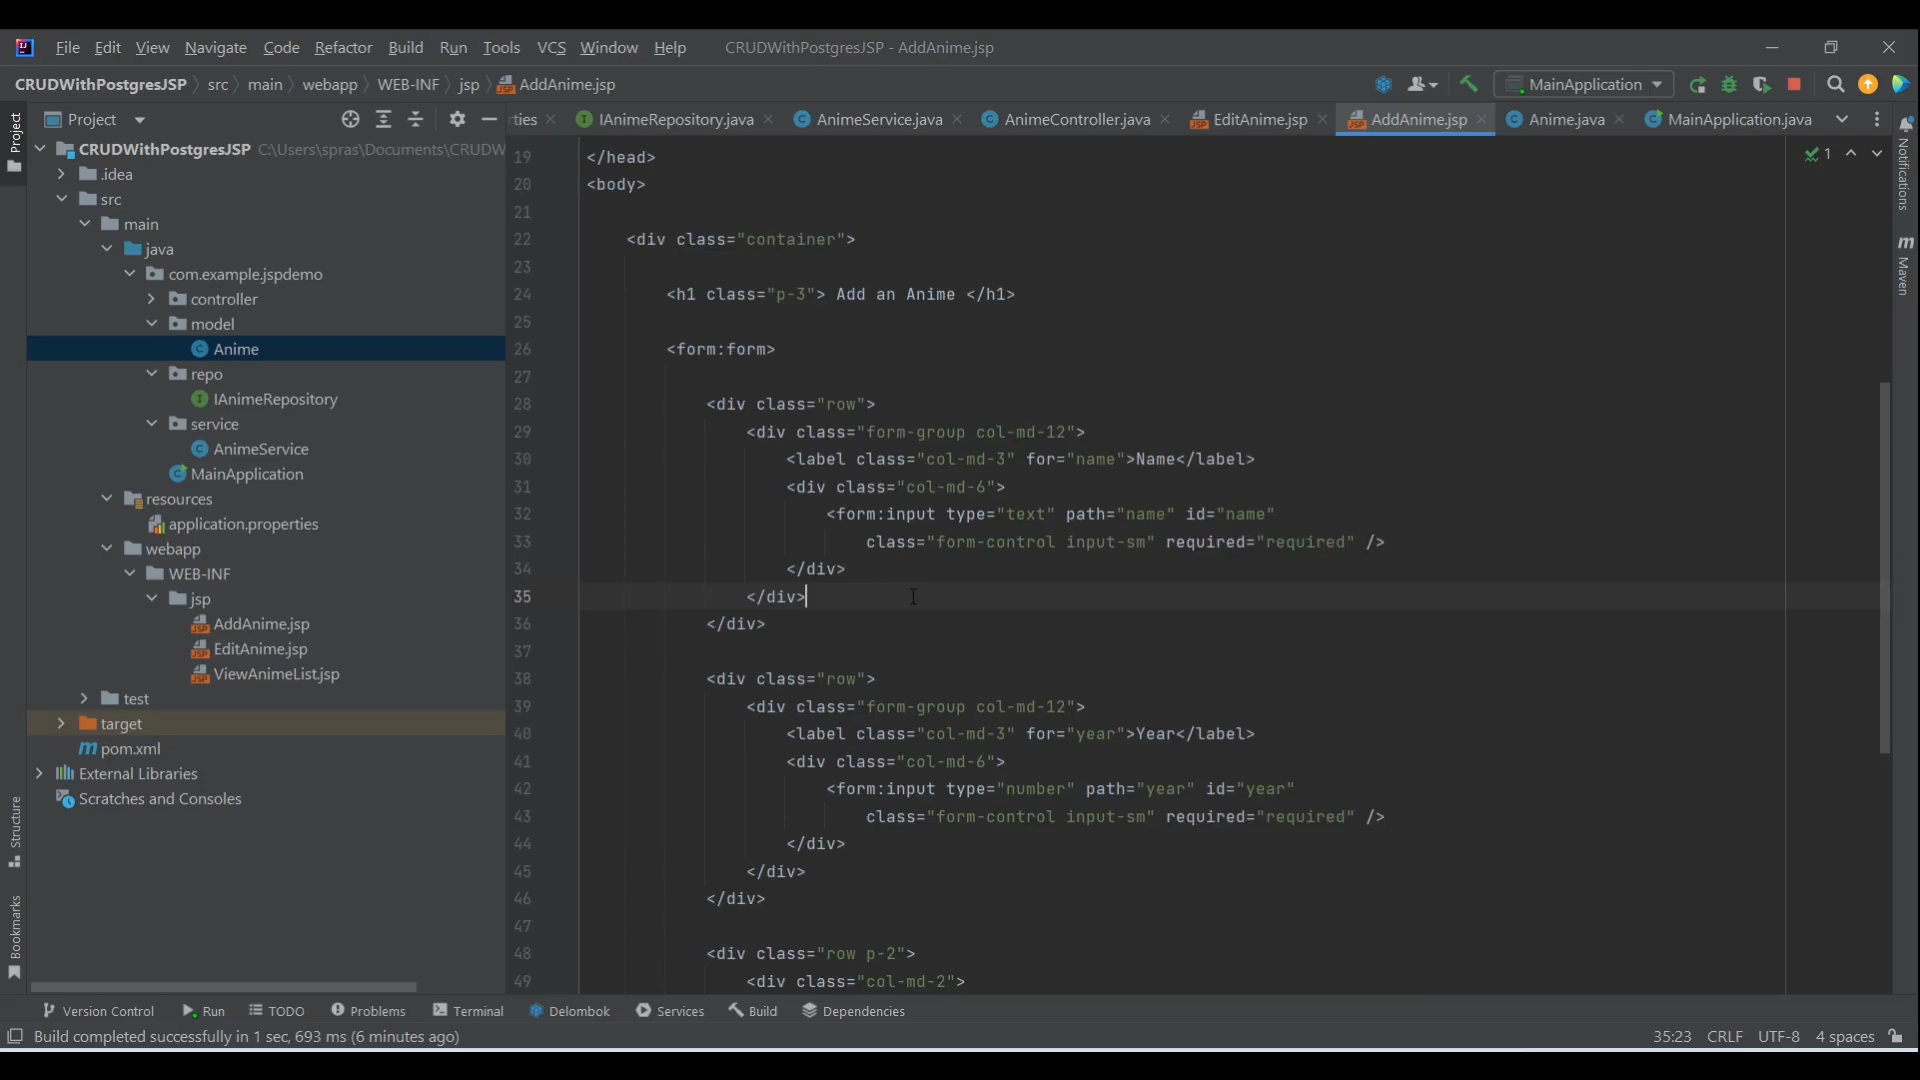 File Edit View Navigate Code Refactor Build Run Tools VCS Window Help CRUDWithPostgresJSP - AddAnime.jsp
CRUDWithPostgresJSP src main webapp WEB-INF jsp AddAnime.jsp MainApplication
Project
rties IAnimeRepository.java AnimeService.java AnimeController.java EditAnime.jsp AddAnime.jsp Anime.java MainApplication.java
CRUDWithPostgresJSP C:\Users\spras\Documents\CRUDW
.idea
src
main
java
com.example.jspdemo
controller
model
Anime
repo
IAnimeRepository
service
AnimeService
MainApplication
resources
application.properties
webapp
WEB-INF
jsp
AddAnime.jsp
EditAnime.jsp
ViewAnimeList.jsp
test
target
pom.xml
External Libraries
Scratches and Consoles
Project
Structure
Bookmarks
1
19 </head>
20 <body>
21
22 <div class="container">
23
24 <h1 class="p-3"> Add an Anime </h1>
25
26 <form:form>
27
28 <div class="row">
29 <div class="form-group col-md-12">
30 <label class="col-md-3" for="name">Name</label>
31 <div class="col-md-6">
32 <form:input type="text" path="name" id="name"
33 class="form-control input-sm" required="required" />
34 </div>
35 </div>
36 </div>
37
38 <div class="row">
39 <div class="form-group col-md-12">
40 <label class="col-md-3" for="year">Year</label>
41 <div class="col-md-6">
42 <form:input type="number" path="year" id="year"
43 class="form-control input-sm" required="required" />
44 </div>
45 </div>
46 </div>
47
48 <div class="row p-2">
49 <div class="col-md-2">
Notifications
m Maven
Version Control Run TODO Problems Terminal Delombok Services Build Dependencies
Build completed successfully in 1 sec, 693 ms (6 minutes ago) 35:23 CRLF UTF-8 4 spaces